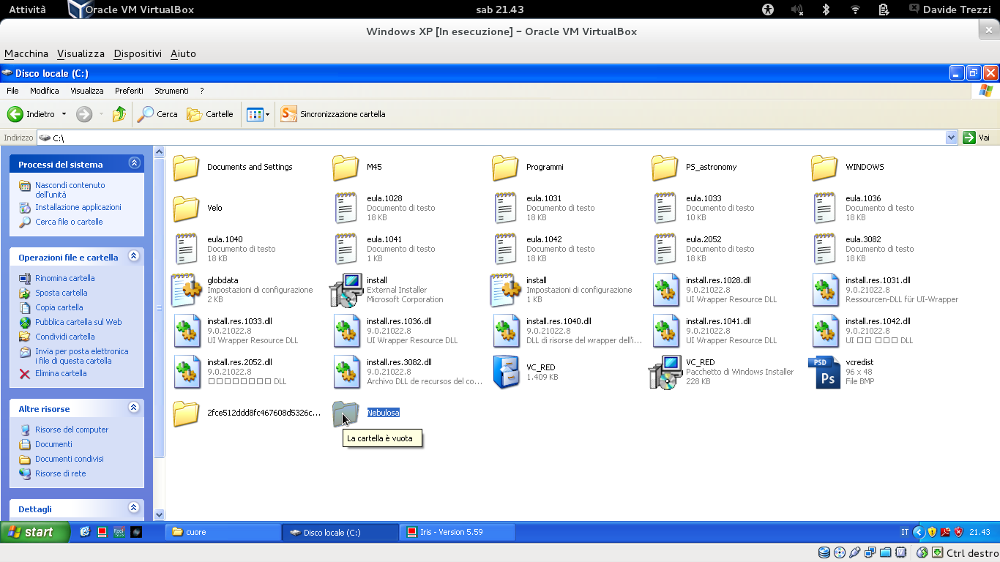 Attività
Oracle VM VirtualBox
sab 21.43
Davide Trezzi
Windows XP [In esecuzione] - Oracle VM VirtualBox
Macchina Visualizza Dispositivi Aiuto
Disco locale (C:)
File Modifica Visualizza Preferiti Strumenti ?
Indietro
Cerca
Cartelle
Sincronizzazione cartella
Indirizzo
C:\
Vai
Processi del sistema
Nascondi contenuto
dell'unità
Installazione applicazioni
Cerca file o cartelle
Operazioni file e cartella
Rinomina cartella
Sposta cartella
Copia cartella
Pubblica cartella sul Web
Condividi cartella
Invia per posta elettronica
i file di questa cartella
Elimina cartella
Altre risorse
Risorse del computer
Documenti
Documenti condivisi
Risorse di rete
Dettagli
Documents and Settings
M45
Programmi
PS_astronomy
WINDOWS
Velo
eula.1028
Documento di testo
18 KB
eula.1031
Documento di testo
18 KB
eula.1033
Documento di testo
10 KB
eula.1036
Documento di testo
18 KB
eula.1040
Documento di testo
18 KB
eula.1041
Documento di testo
1 KB
eula.1042
Documento di testo
18 KB
eula.2052
Documento di testo
18 KB
eula.3082
Documento di testo
18 KB
globdata
Impostazioni di configurazione
2 KB
install
External Installer
Microsoft Corporation
install
Impostazioni di configurazione
1 KB
install.res.1028.dll
9.0.21022.8
UI Wrapper Resource DLL
install.res.1031.dll
9.0.21022.8
Ressourcen-DLL für UI-Wrapper
install.res.1033.dll
9.0.21022.8
UI Wrapper Resource DLL
install.res.1036.dll
9.0.21022.8
UI Wrapper Resource DLL
install.res.1040.dll
9.0.21022.8
DLL di risorse del wrapper dell'i...
install.res.1041.dll
9.0.21022.8
UI Wrapper Resource DLL
install.res.1042.dll
9.0.21022.8
UI □□ □□□ DLL
install.res.2052.dll
9.0.21022.8
□□□□□□□□ DLL
install.res.3082.dll
9.0.21022.8
Archivo DLL de recursos del co...
VC_RED
1.409 KB
VC_RED
Pacchetto di Windows Installer
228 KB
PSD
Ps
vcredist
96 x 48
File BMP
2fce512ddd8fc467608d5326c...
Nebulosa
La cartella è vuota
start
cuore
Disco locale (C:)
Iris - Version 5.59
IT
21.43
Ctrl destro